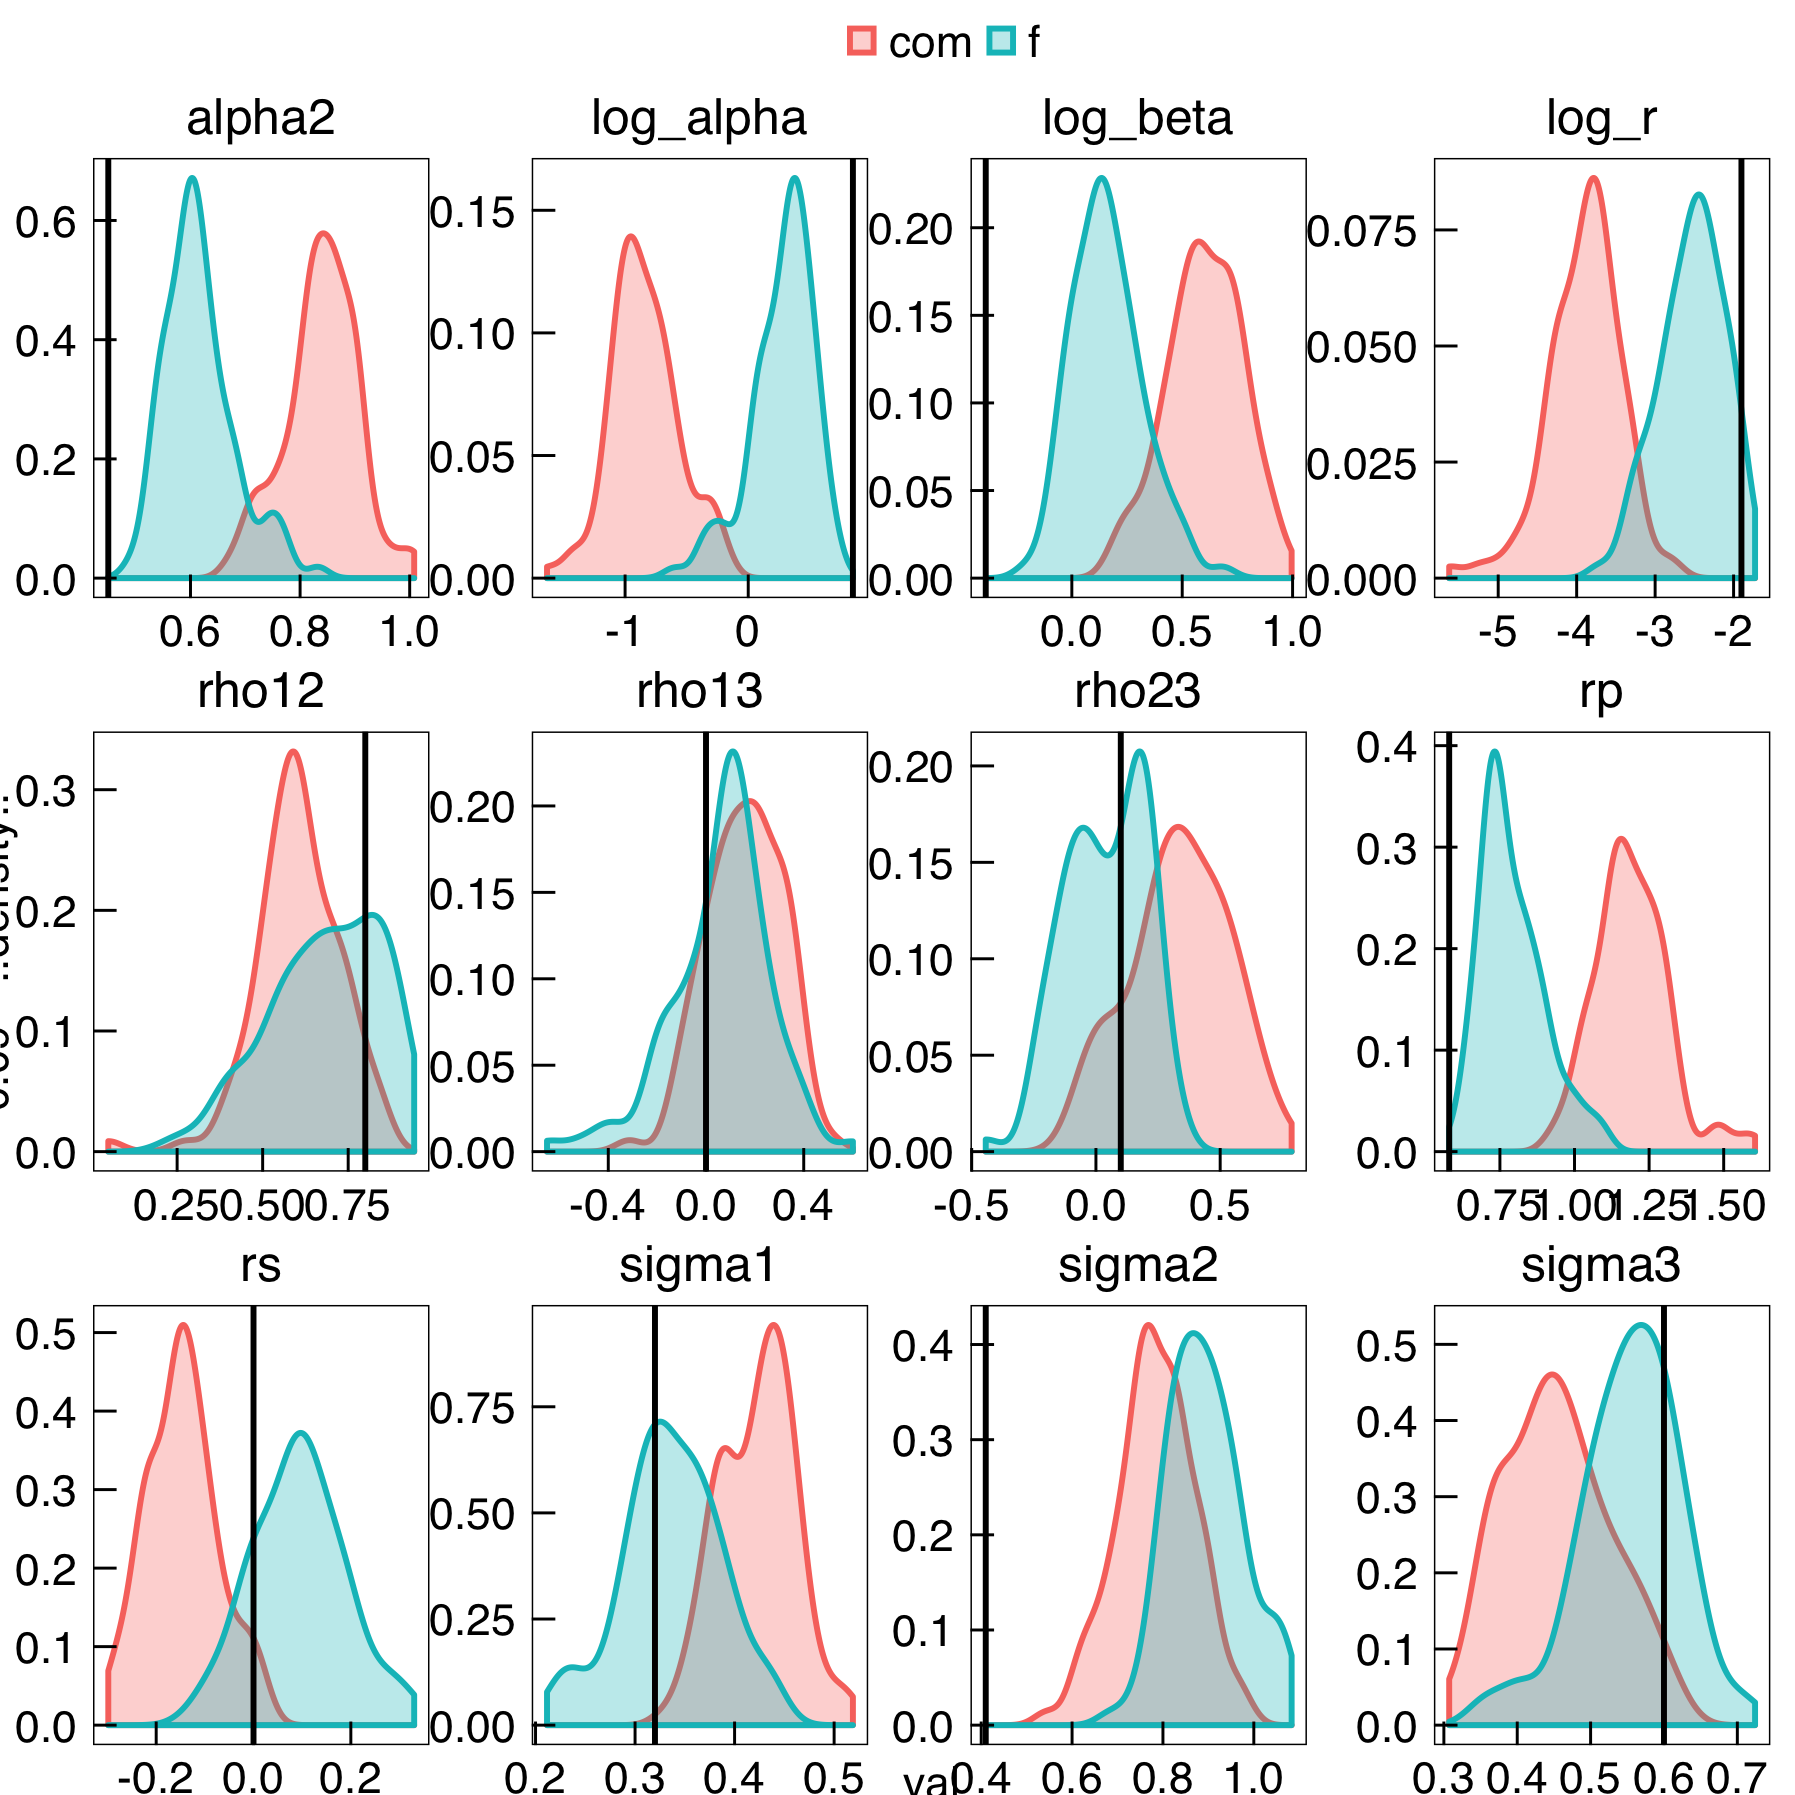 com f
alpha2 log_alpha log_beta log_r
0.6 0.4 0.2 0.0
0.15 0.10 0.05 0.00
0.20 0.15 0.10 0.05 0.00
0.075 0.050 0.025 0.000
0.6 0.8 1.0
-1 0
0.0 0.5 1.0
-5 -4 -3 -2
rho12 rho13 rho23 rp
0.3 0.2 0.1 0.0
0.20 0.15 0.10 0.05 0.00
0.20 0.15 0.10 0.05 0.00
0.4 0.3 0.2 0.1 0.0
0.25 0.50 0.75
-0.4 0.0 0.4
-0.5 0.0 0.5
0.75 1.00 1.25 1.50
rs sigma1 sigma2 sigma3
0.5 0.4 0.3 0.2 0.1 0.0
0.75 0.50 0.25 0.00
0.4 0.3 0.2 0.1 0.0
0.5 0.4 0.3 0.2 0.1 0.0
-0.2 0.0 0.2
0.2 0.3 0.4 0.5
0.4 0.6 0.8 1.0
0.3 0.4 0.5 0.6 0.7